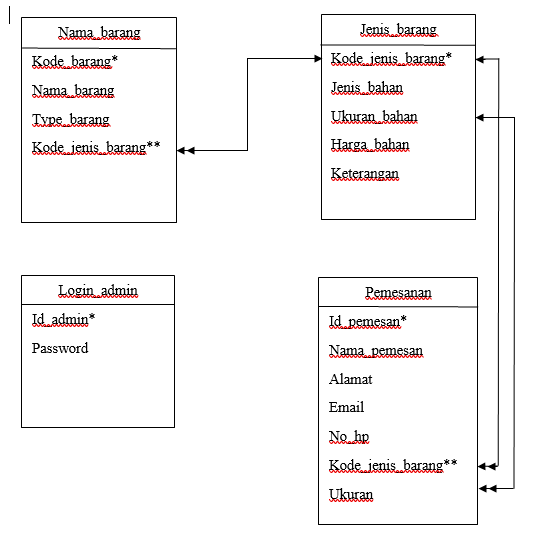 Nama_barang
Kode_barang*
Nama_barang
Type_barang
Kode_jenis_barang**
Jenis_barang
Kode_jenis_barang*
Jenis_bahan
Ukuran_bahan
Harga_bahan
Keterangan
Login_admin
Id_admin*
Password
Pemesanan
Id_pemesan*
Nama_pemesan
Alamat
Email
No_hp
Kode_jenis_barang**
Ukuran